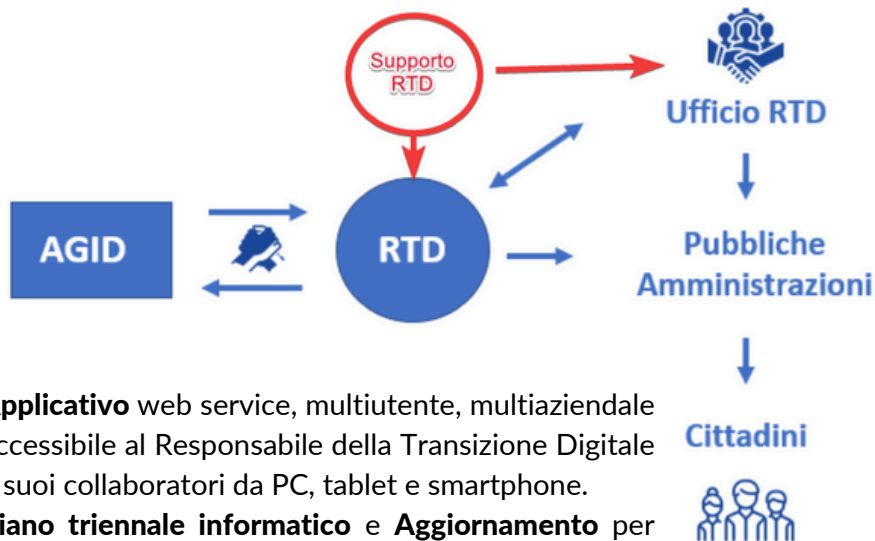 Supporto
RTD
Ufficio RTD
AGID
RTD
Pubbliche
Amministrazioni
Cittadini
pplicativo web service, multiutente, multiaziendale
ccessibile al Responsabile della Transizione Digitale
suoi collaboratori da PC, tablet e smartphone.
iano triennale informatico e Aggiornamento per